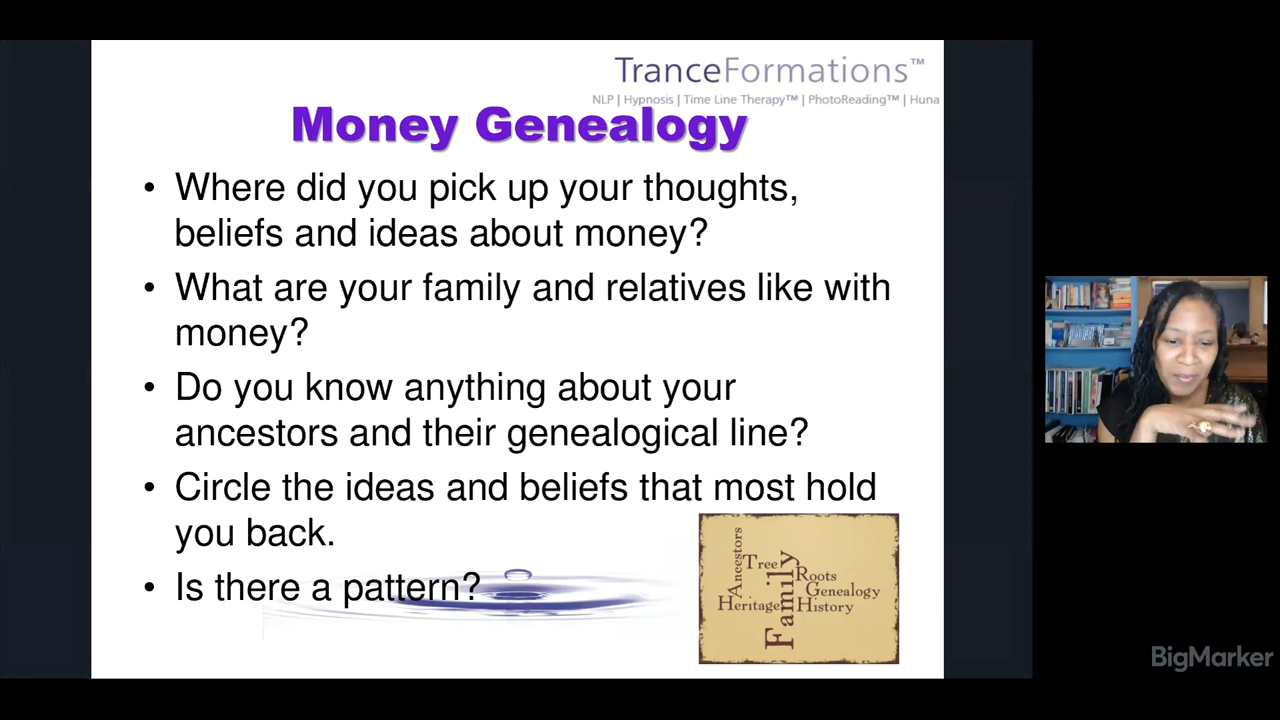 TranceFormations™
NLP | Hypnosis | Time Line Therapy™ | PhotoReading™ | Huna
Money Genealogy
• Where did you pick up your thoughts,
beliefs and ideas about money?
• What are your family and relatives like with
money?
• Do you know anything about your
ancestors and their genealogical line?
• Circle the ideas and beliefs that most hold
you back.
• Is there a pattern?
Ancestors
Tree
Family
Roots
Genealogy
Heritage
History
BigMarker